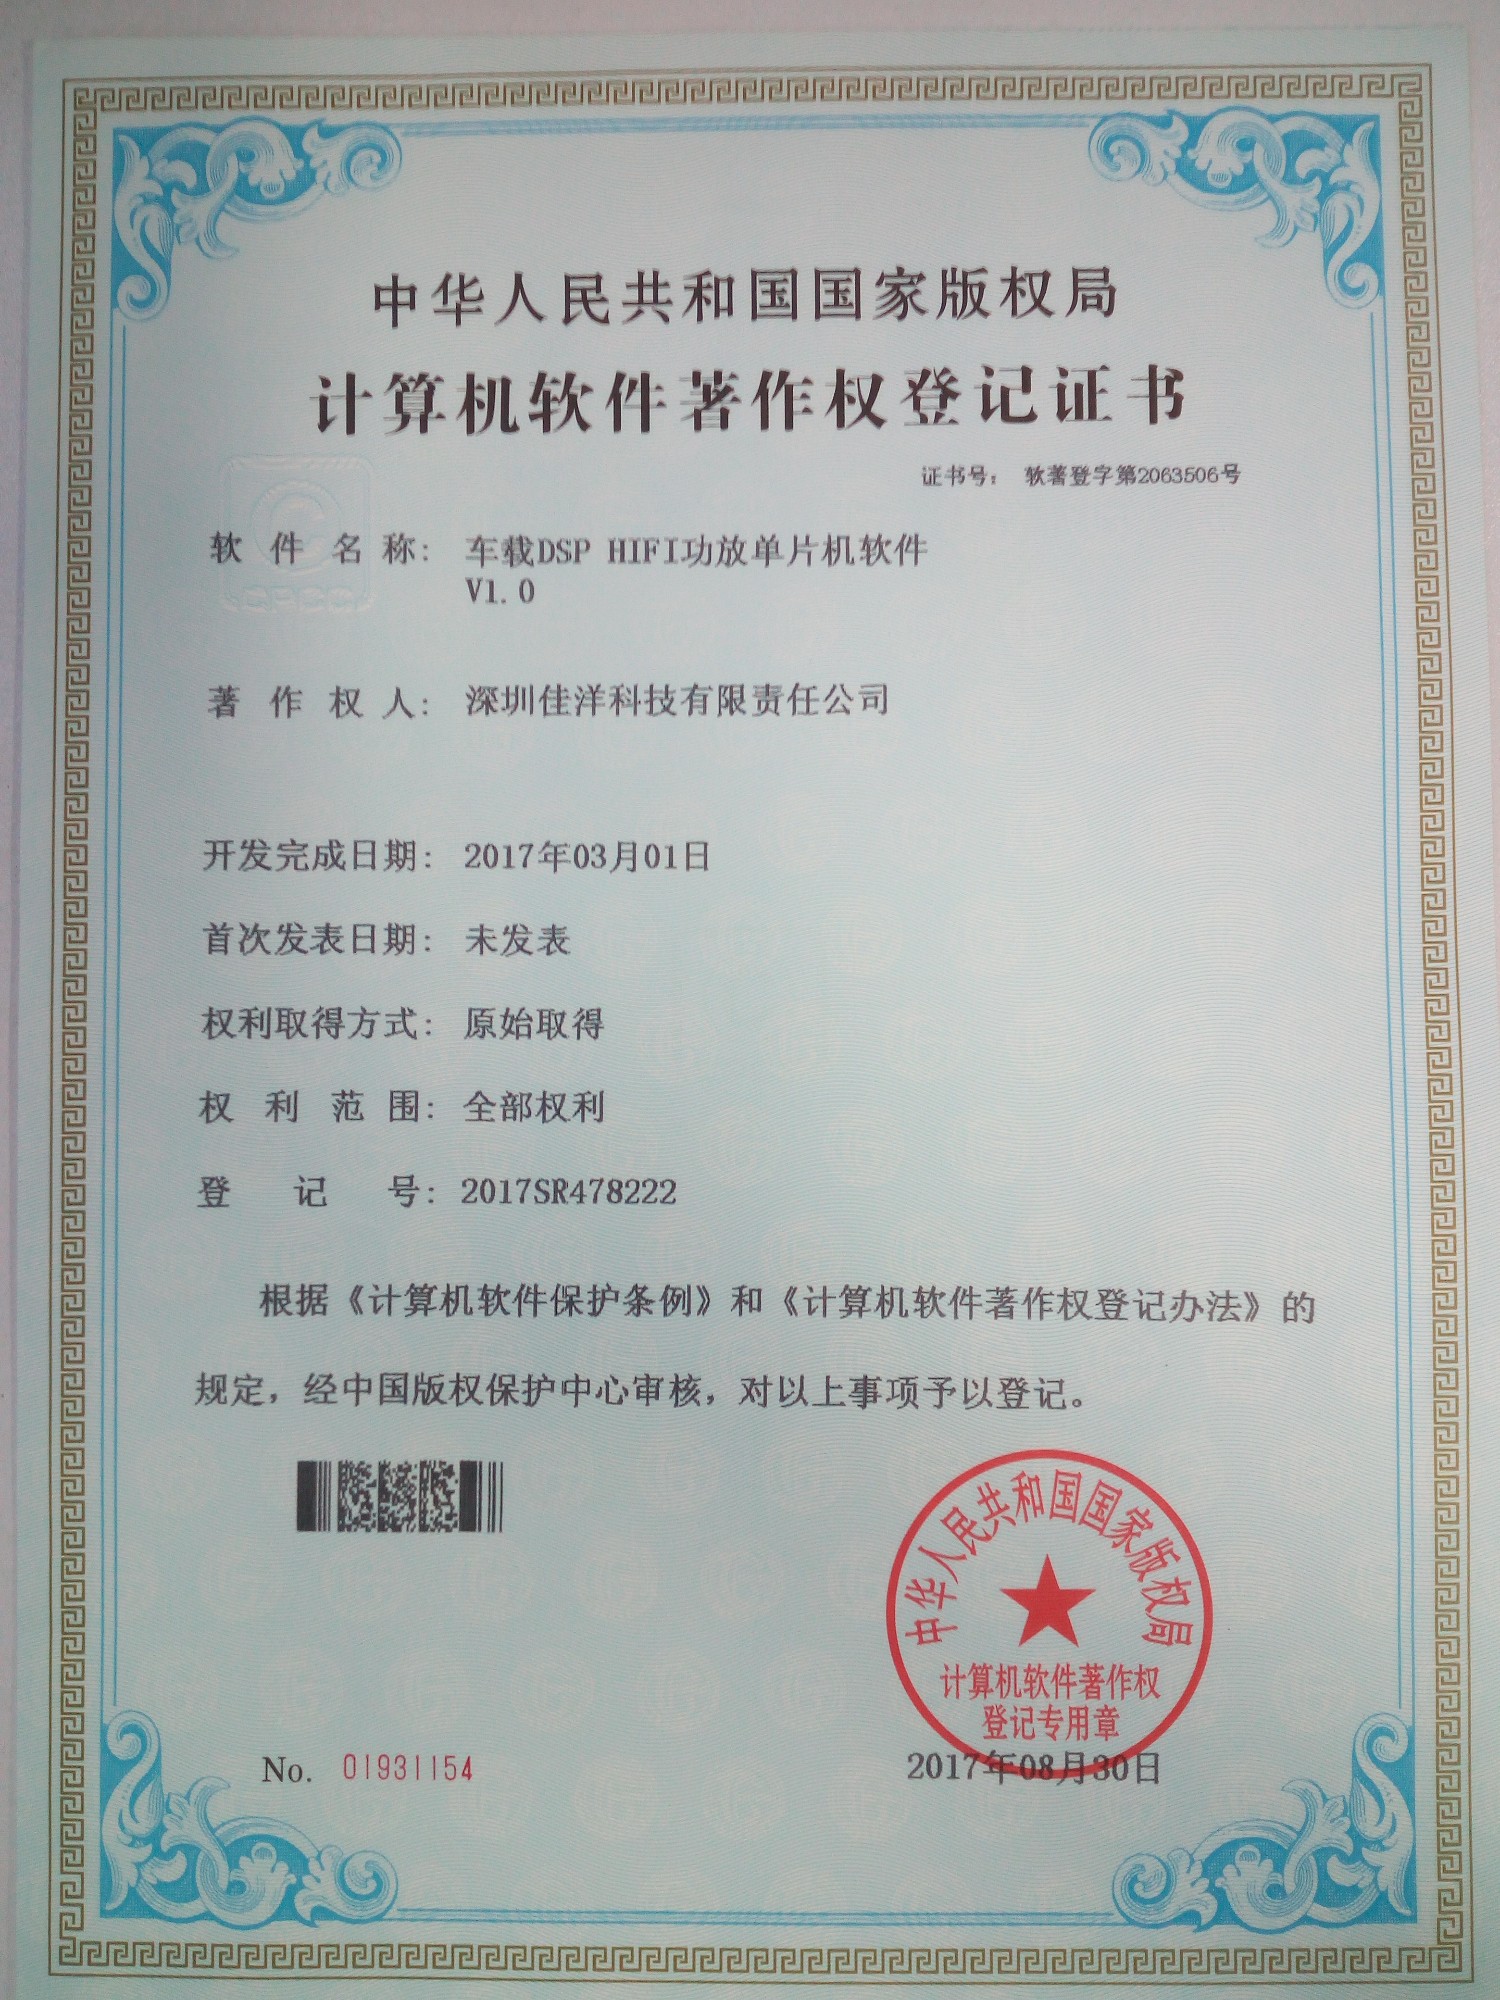 中华人民共和国国家版权局
计算机软件著作权登记证书
证书号： 软著登字第2063506号
软件名称： 车载DSP HIFI功放单片机软件
V1.0
著作权人： 深圳佳洋科技有限责任公司
开发完成日期： 2017年03月01日
首次发表日期： 未发表
权利取得方式： 原始取得
权利范围： 全部权利
登记号： 2017SR478222
根据《计算机软件保护条例》和《计算机软件著作权登记办法》的
规定，经中国版权保护中心审核，对以上事项予以登记。
中华人民共和国国家版权局
计算机软件著作权
登记专用章
No. 01931154
2017年08月30日
CPCC